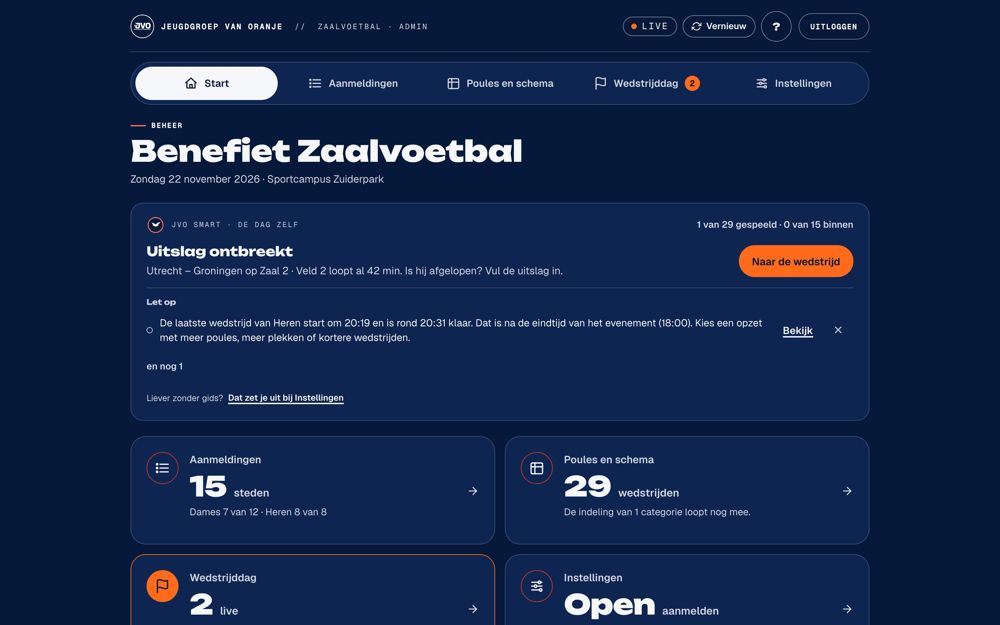 JVO JEUGDGROEP VAN ORANJE // ZAALVOETBAL · ADMIN
LIVE
Vernieuw
?
UITLOGGEN
Start
Aanmeldingen
Poules en schema
Wedstrijddag 2
Instellingen
BEHEER
Benefiet Zaalvoetbal
Zondag 22 november 2026 · Sportcampus Zuiderpark
JVO SMART · DE DAG ZELF
1 van 29 gespeeld · 0 van 15 binnen
Uitslag ontbreekt
Utrecht – Groningen op Zaal 2 · Veld 2 loopt al 42 min. Is hij afgelopen? Vul de uitslag in.
Naar de wedstrijd
Let op
De laatste wedstrijd van Heren start om 20:19 en is rond 20:31 klaar. Dat is na de eindtijd van het evenement (18:00). Kies een opzet
met meer poules, meer plekken of kortere wedstrijden.
Bekijk
en nog 1
Liever zonder gids? Dat zet je uit bij Instellingen
Aanmeldingen
15 steden
Dames 7 van 12 · Heren 8 van 8
Poules en schema
29 wedstrijden
De indeling van 1 categorie loopt nog mee.
Wedstrijddag
2 live
Instellingen
Open aanmelden